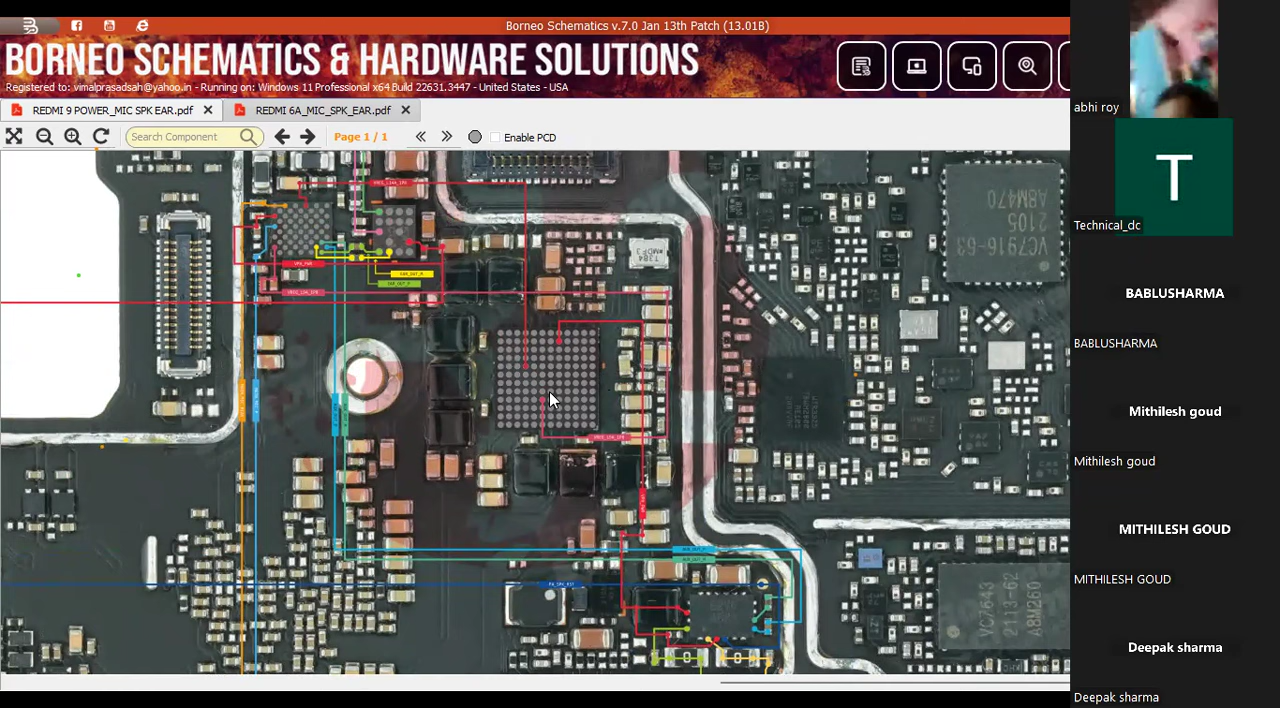 Borneo Schematics v.7.0 Jan 13th Patch (13.01B)
BORNEO SCHEMATICS & HARDWARE SOLUTIONS
Registered to: vimalprasadsah@yahoo.in - Running on: Windows 11 Professional x64 Build 22631.3447 - United States - USA
REDMI 9 POWER_MIC SPK EAR.pdf
REDMI 6A_MIC_SPK_EAR.pdf
Search Component
Page 1 / 1
Enable PCD
A8M470
2105
VC7916-63
VC7643
2113-62
A8M260
abhi roy
T
Technical_dc
BABLUSHARMA
BABLUSHARMA
Mithilesh goud
Mithilesh goud
MITHILESH GOUD
MITHILESH GOUD
Deepak sharma
Deepak sharma